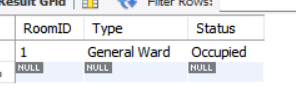 Result Grid Filter Rows:
RoomID Type Status
1 General Ward Occupied
NULL NULL NULL